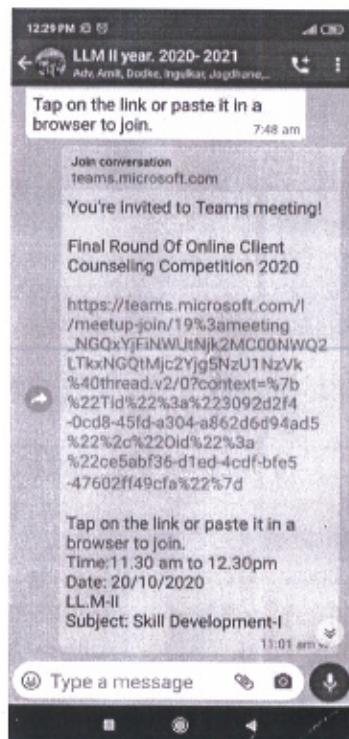 12:29 PM
LLM II year. 2020- 2021
Adv, Amit, Dodke, Ingulkar, Jagdhane,...
Tap on the link or paste it in a
browser to join.
7:48 am
Join conversation
teams.microsoft.com
You're invited to Teams meeting!
Final Round Of Online Client
Counseling Competition 2020
https://teams.microsoft.com/l
/meetup-join/19%3ameeting
_NGQxYjFiNWUtNjk2MC00NWQ2
LTkxNGQtMjc2Yjg5NzU1NzVk
%40thread.v2/0?context=%7b
%22Tid%22%3a%223092d2f4
-0cd8-45fd-a304-a862d6d94ad5
%22%2c%22Oid%22%3a
%22ce5abf36-d1ed-4cdf-bfe5
-47602ff49cfa%22%7d
Tap on the link or paste it in a
browser to join.
Time:11.30 am to 12.30pm
Date: 20/10/2020
LL.M-II
Subject: Skill Development-I
11:01 am
Type a message